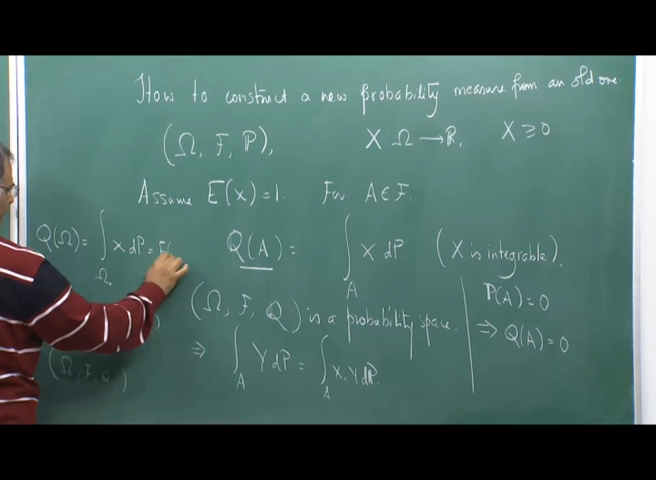 How to construct a new probability measure from an old one.
(Ω, F, P), X Ω → R, X ≥ 0
Assume E(x) = 1. For A ∈ F.
Q(Ω) = ∫_Ω X dP = E( Q(A) = ∫_A X dP (X is integrable).
(Ω, F, Q) is a probability space. P(A) = 0
⇒ ∫_A Y dP = ∫_A X.Y dP. ⇒ Q(A) = 0